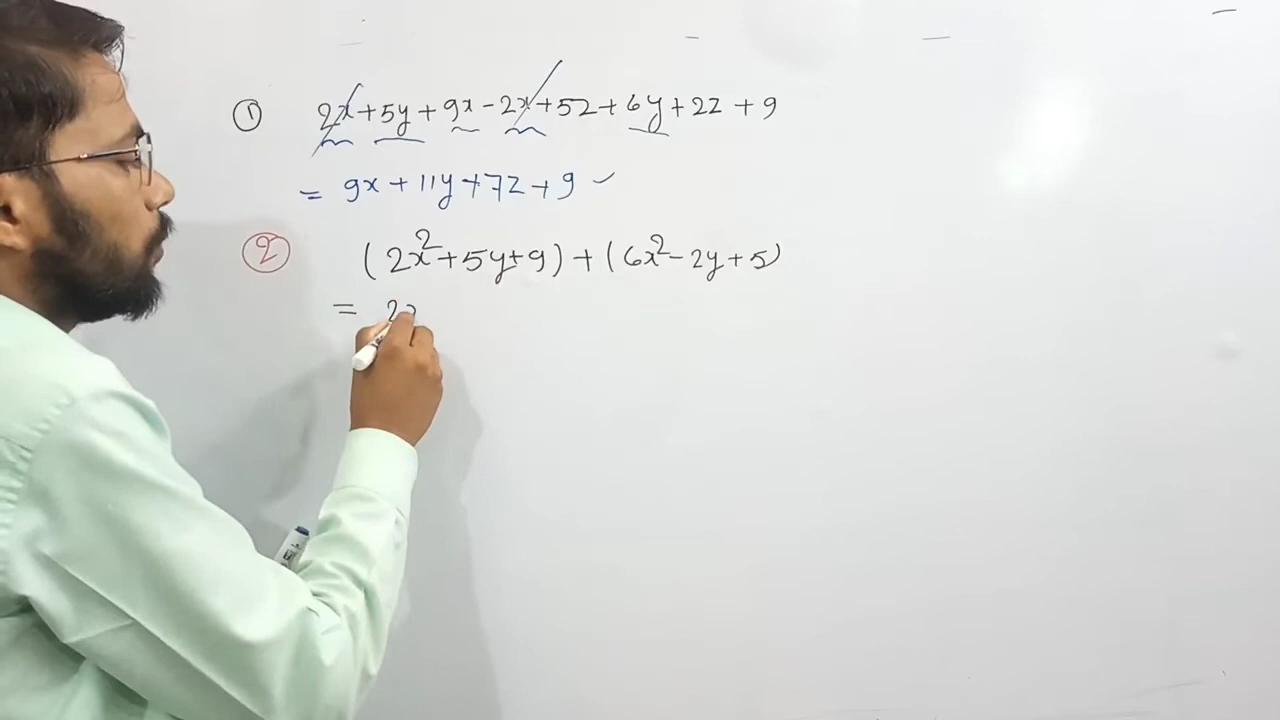 ① 2x+5y+9x-2x+5z+6y+2z+9
= 9x+11y+7z+9 ✓
② (2x²+5y+9)+(6x²-2y+5)
= 2x